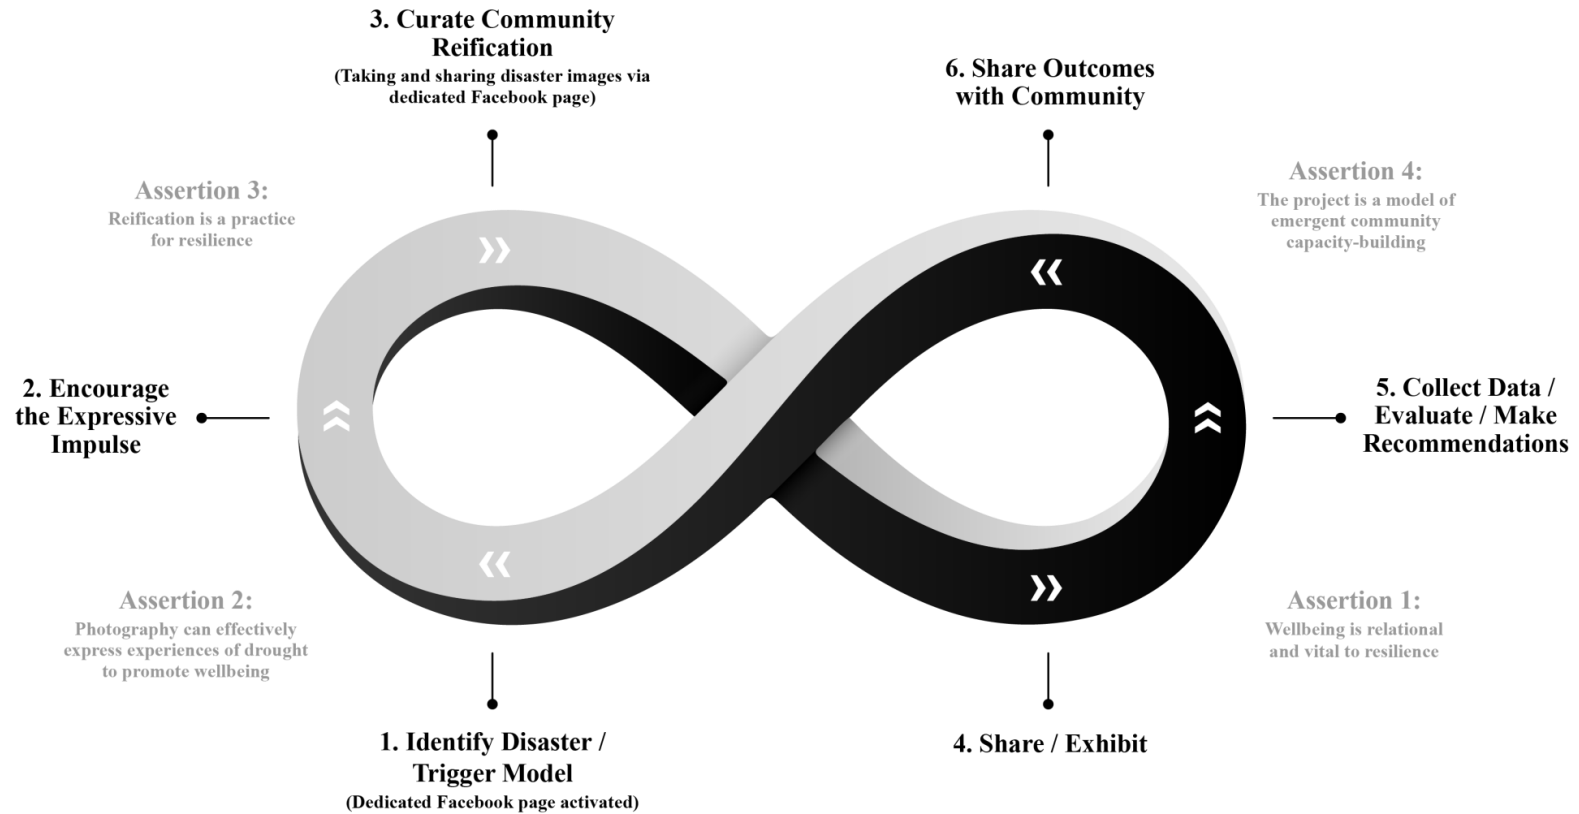 3. Curate Community
Reification
(Taking and sharing disaster images via
dedicated Facebook page)
6. Share Outcomes
with Community
Assertion 3:
Reification is a practice
for resilience
Assertion 4:
The project is a model of
emergent community
capacity-building
2. Encourage
the Expressive
Impulse
5. Collect Data /
Evaluate / Make
Recommendations
Assertion 2:
Photography can effectively
express experiences of drought
to promote wellbeing
Assertion 1:
Wellbeing is relational
and vital to resilience
1. Identify Disaster /
Trigger Model
(Dedicated Facebook page activated)
4. Share / Exhibit